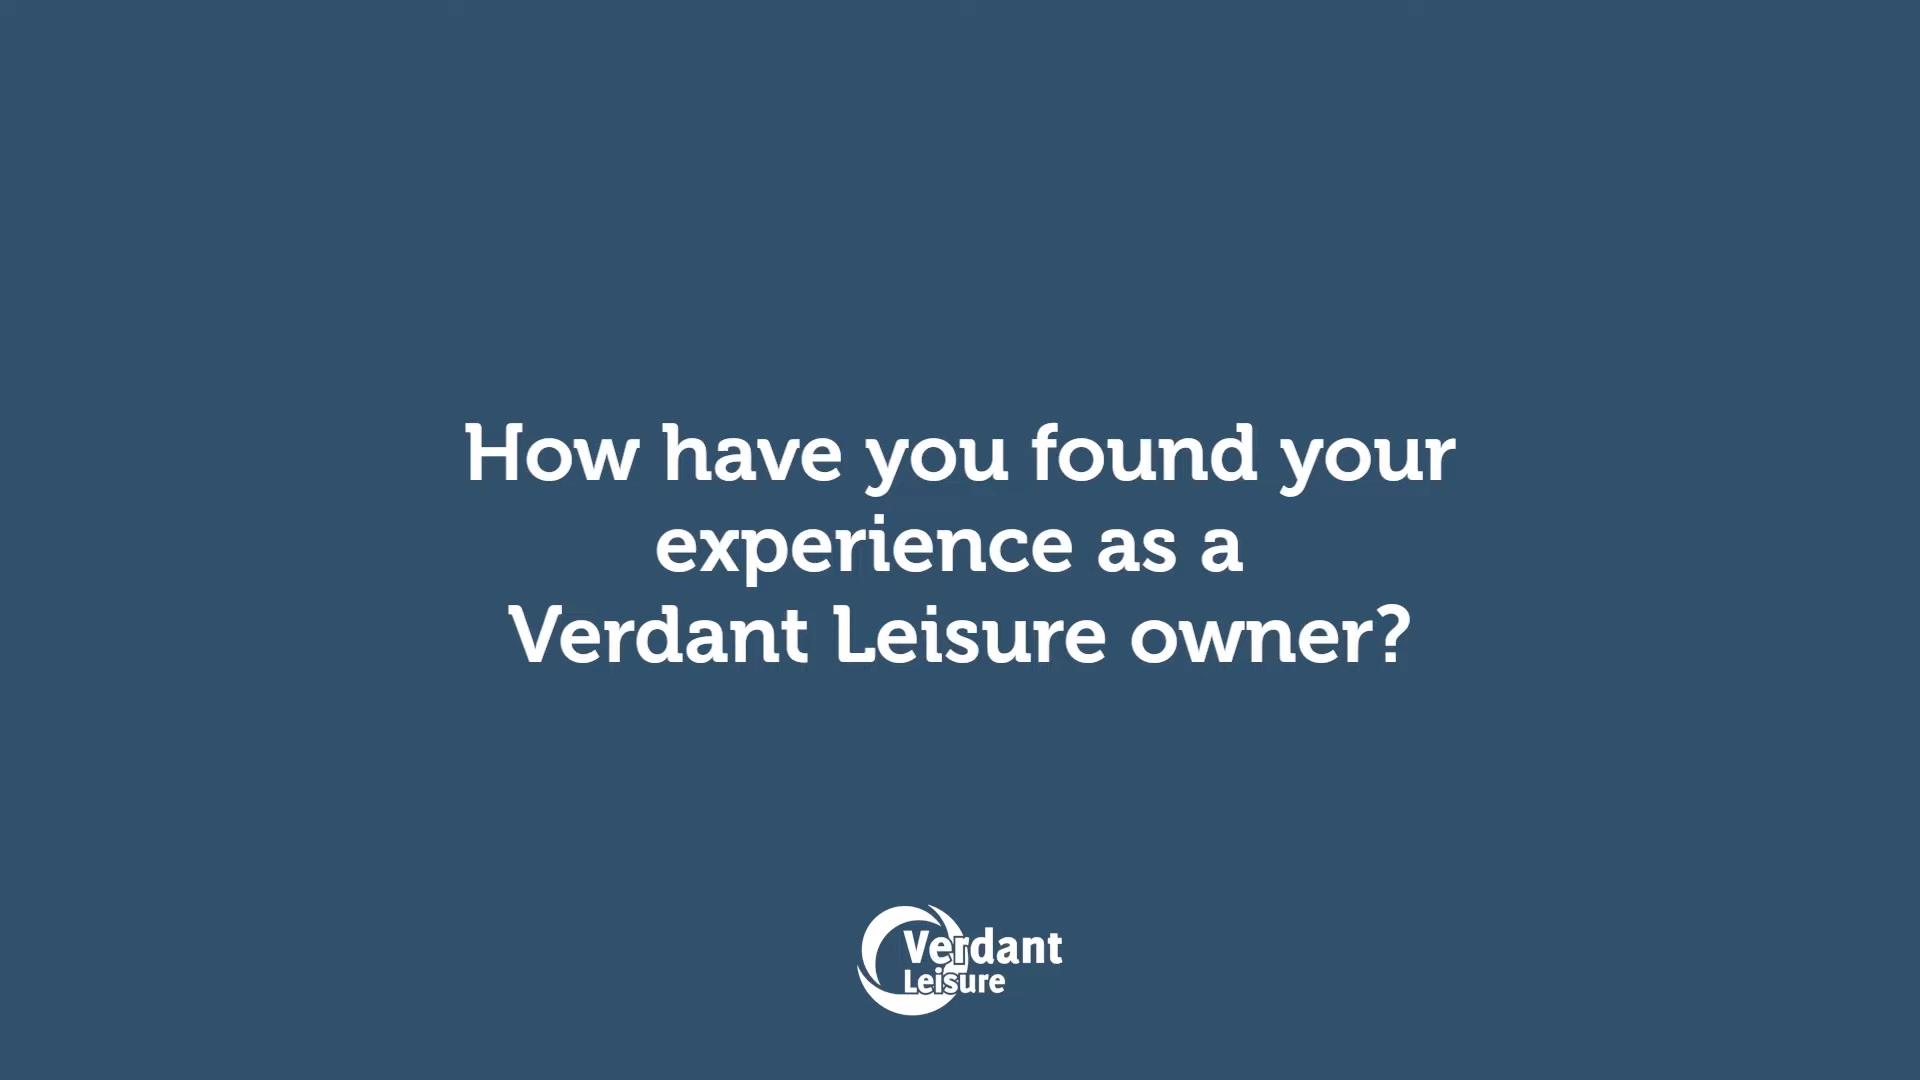 How have you found your
experience as a
Verdant Leisure owner?
Verdant
Leisure